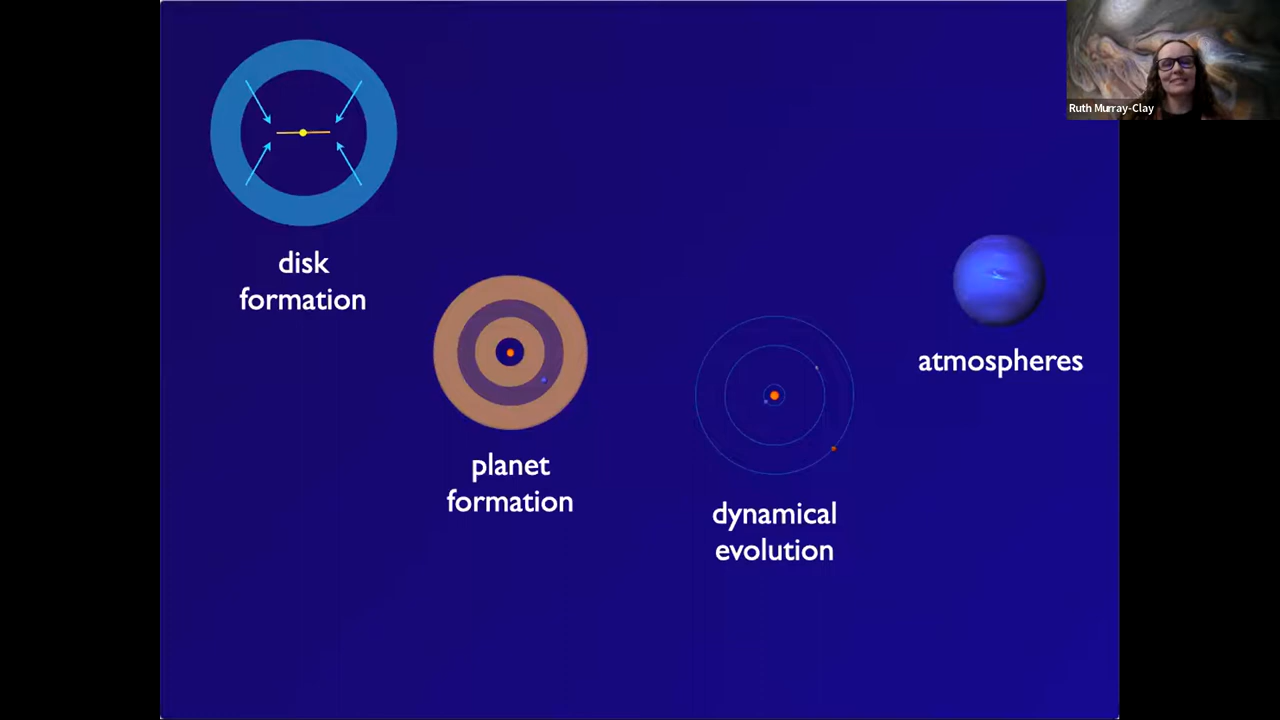 Ruth Murray-Clay
disk
formation
planet
formation
dynamical
evolution
atmospheres